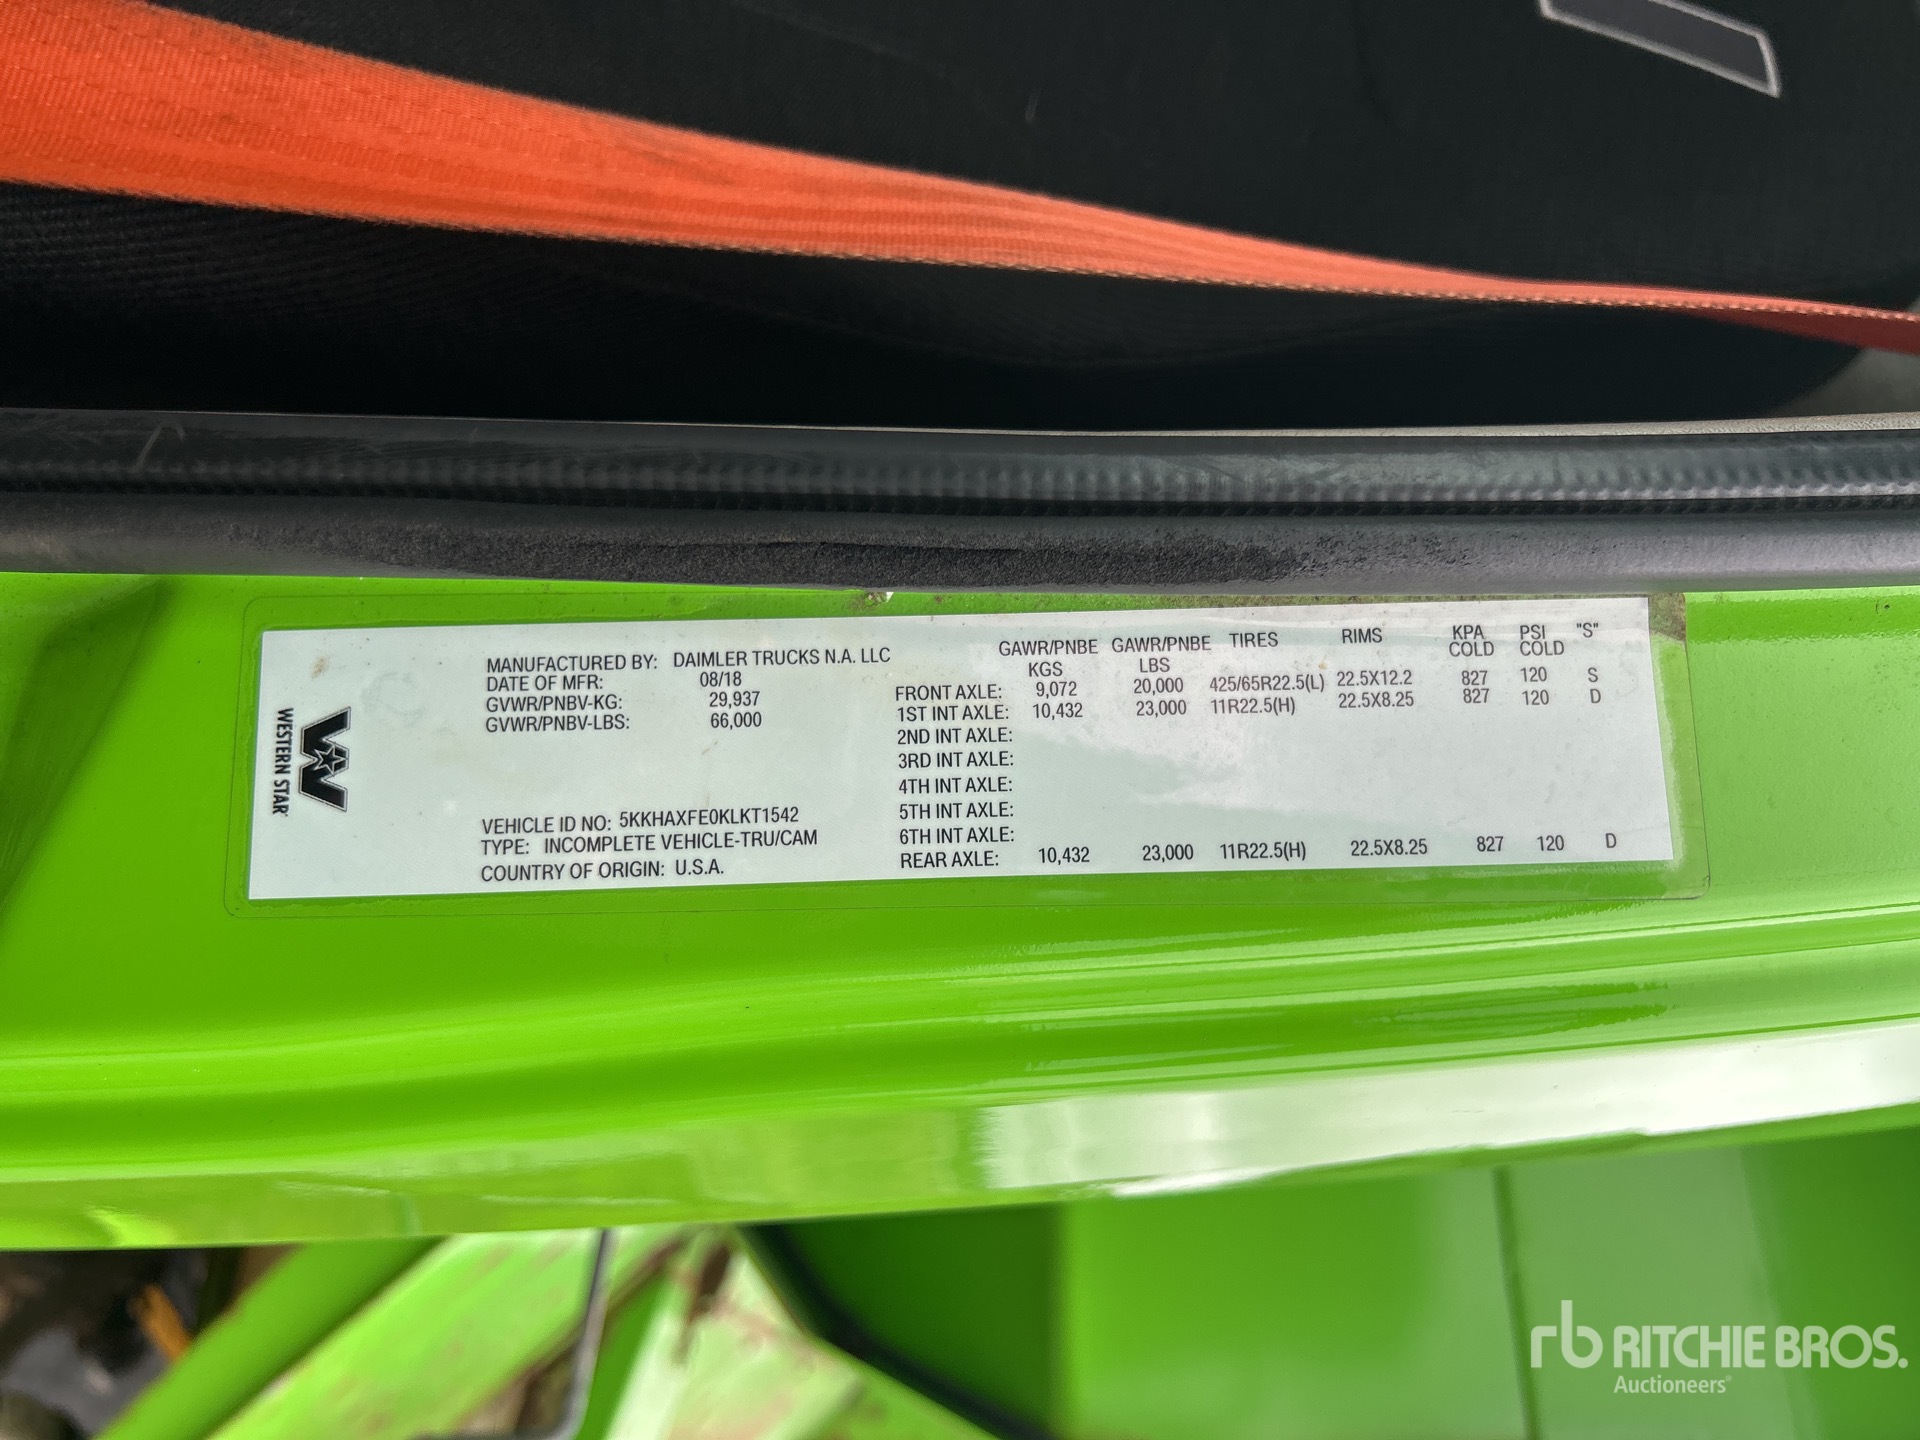 WESTERN STAR
MANUFACTURED BY: DAIMLER TRUCKS N.A. LLC
DATE OF MFR: 08/18
GVWR/PNBV-KG: 29,937
GVWR/PNBV-LBS: 66,000
VEHICLE ID NO: 5KKHAXFE0KLKT1542
TYPE: INCOMPLETE VEHICLE-TRU/CAM
COUNTRY OF ORIGIN: U.S.A.
GAWR/PNBE GAWR/PNBE TIRES RIMS KPA PSI "S"
KGS LBS COLD COLD
FRONT AXLE: 9,072 20,000 425/65R22.5(L) 22.5X12.2 827 120 S
1ST INT AXLE: 10,432 23,000 11R22.5(H) 22.5X8.25 827 120 D
2ND INT AXLE:
3RD INT AXLE:
4TH INT AXLE:
5TH INT AXLE:
6TH INT AXLE:
REAR AXLE: 10,432 23,000 11R22.5(H) 22.5X8.25 827 120 D
rb RITCHIE BROS.
Auctioneers